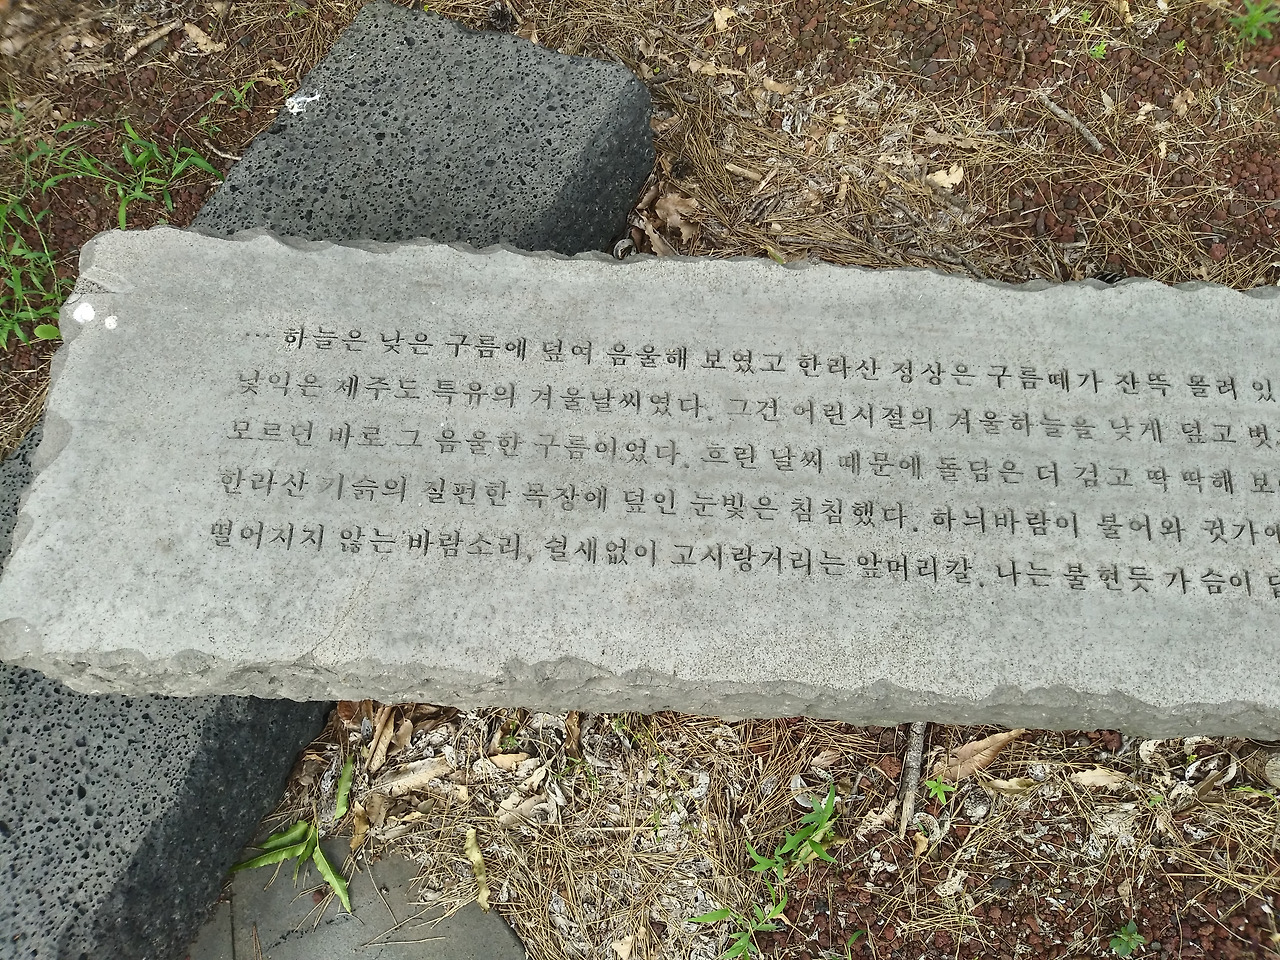 … 하늘은 낮은 구름에 덮여 음울해 보였고 한라산 정상은 구름떼가 잔뜩 몰려 있
낯익은 제주도 특유의 겨울날씨였다. 그건 어린시절의 겨울하늘을 낮게 덮고 벗
모르던 바로 그 음울한 구름이었다. 흐린 날씨 때문에 돌담은 더 검고 딱딱해 보
한라산 기슭의 질편한 목장에 덮인 눈빛은 침침했다. 하늬바람이 불어와 귓가에
떨어지지 않는 바람소리, 쉴새없이 고시랑거리는 앞머리칼. 나는 불현듯 가슴이